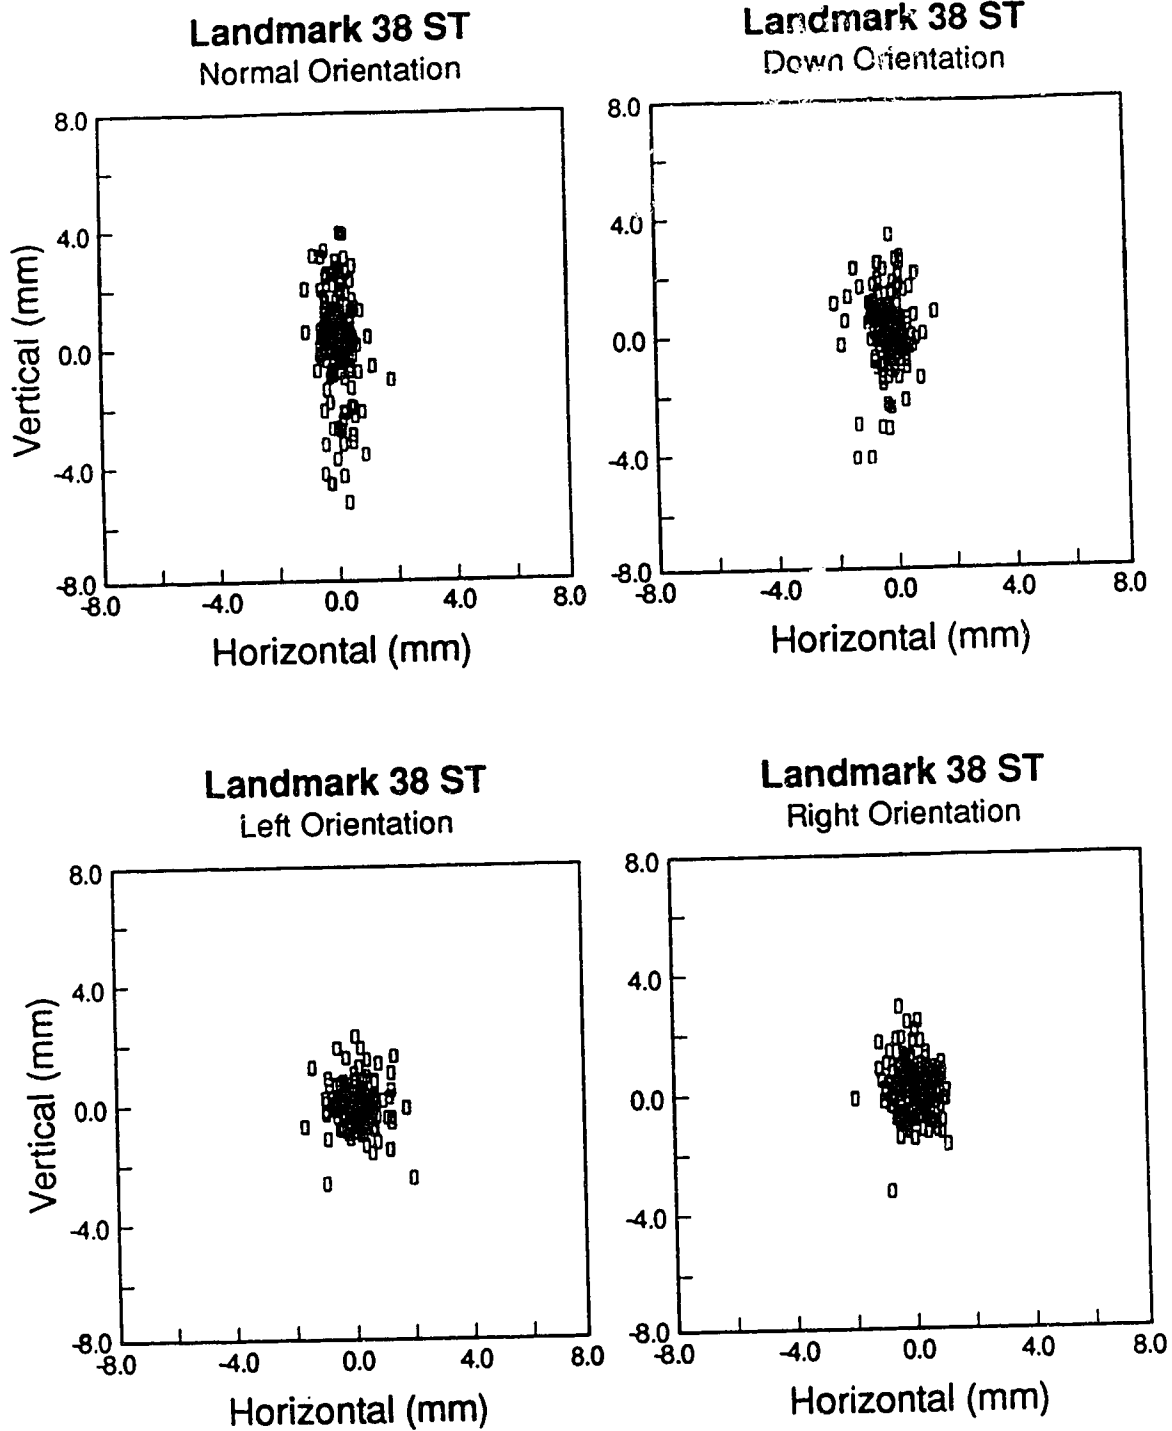 Landmark 38 ST
Normal Orientation
8.0
4.0
0.0
-4.0
-8.0
-8.0 -4.0 0.0 4.0 8.0
Vertical (mm)
Horizontal (mm)
Landmark 38 ST
Down Orientation
8.0
4.0
0.0
-4.0
-8.0
-8.0 -4.0 0.0 4.0 8.0
Horizontal (mm)
Landmark 38 ST
Left Orientation
8.0
4.0
0.0
-4.0
-8.0
-8.0 -4.0 0.0 4.0 8.0
Vertical (mm)
Horizontal (mm)
Landmark 38 ST
Right Orientation
8.0
4.0
0.0
-4.0
-8.0
-8.0 -4.0 0.0 4.0 8.0
Horizontal (mm)